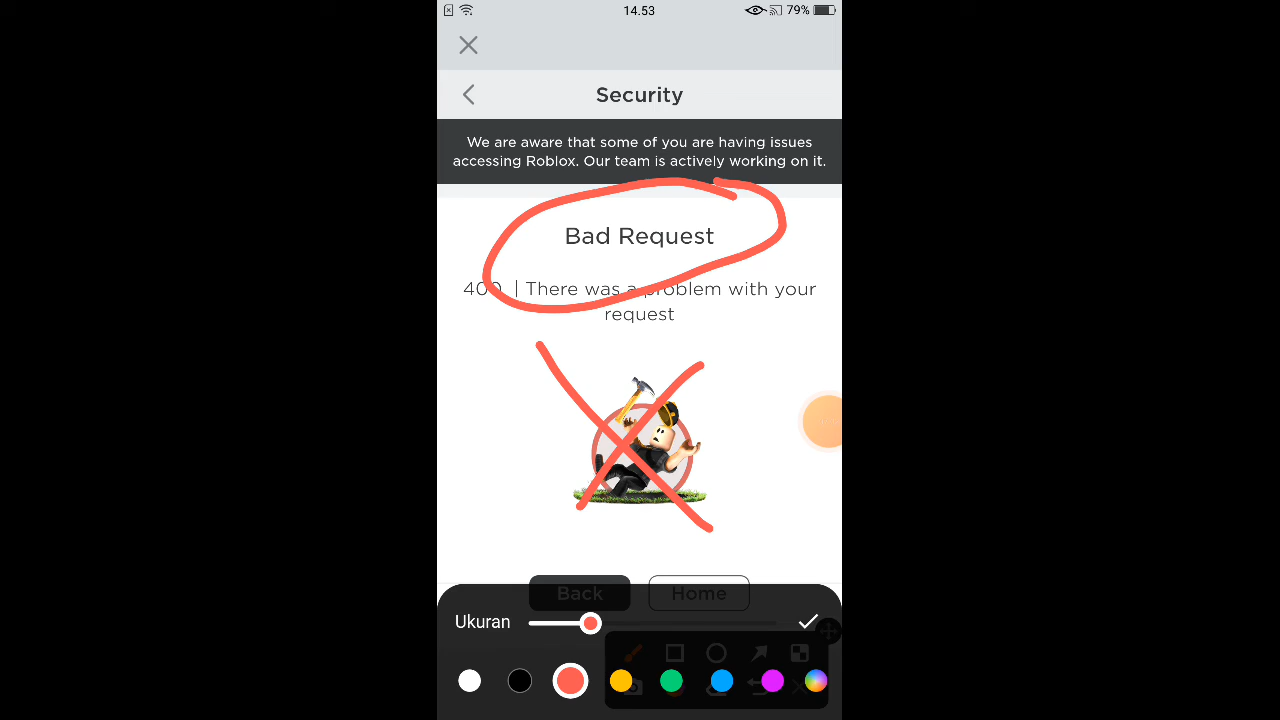 14.53
79%
Security
We are aware that some of you are having issues
accessing Roblox. Our team is actively working on it.
Bad Request
400 | There was a problem with your
request
Back
Home
Ukuran